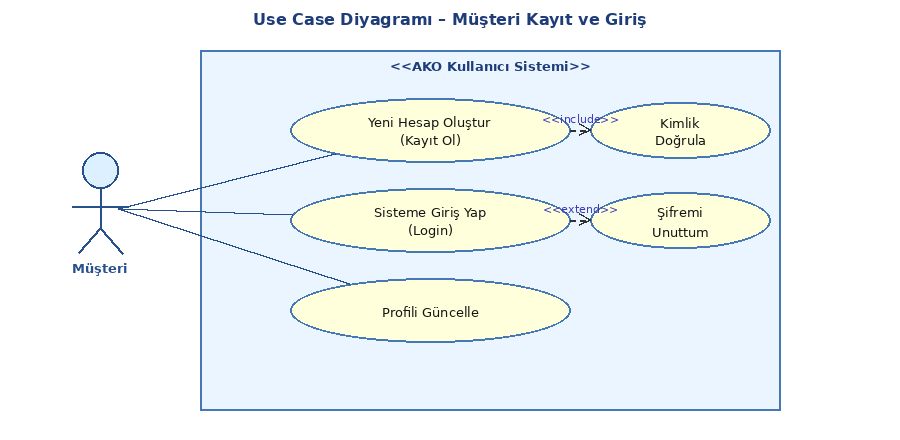 Use Case Diyagramı – Müşteri Kayıt ve Giriş
<<AKO Kullanıcı Sistemi>>
Yeni Hesap Oluştur
(Kayıt Ol)
<<include>>
Kimlik
Doğrula
Sisteme Giriş Yap
(Login)
<<extend>>
Şifremi
Unuttum
Müşteri
Profili Güncelle